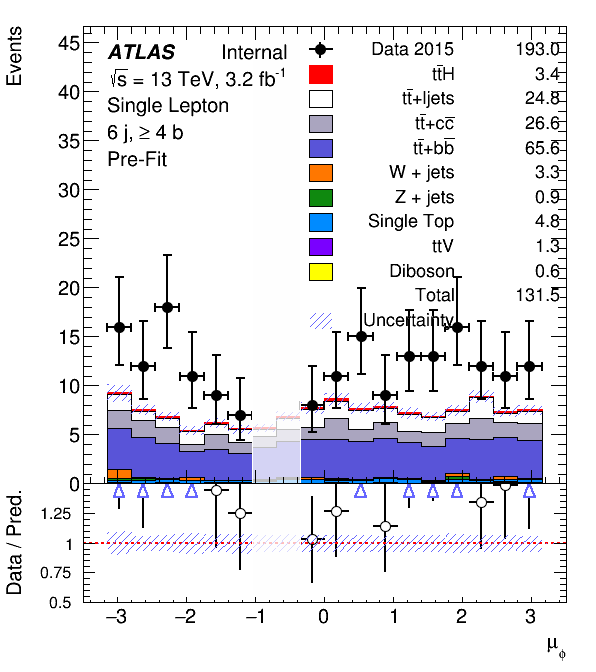 Events
45
40
35
30
25
20
15
10
5
0
ATLAS Internal
√s = 13 TeV, 3.2 fb⁻¹
Single Lepton
6 j, ≥ 4 b
Pre-Fit
Data 2015 193.0
tt̄H 3.4
tt̄+ljets 24.8
tt̄+cc̄ 26.6
tt̄+bb̄ 65.6
W + jets 3.3
Z + jets 0.9
Single Top 4.8
ttV 1.3
Diboson 0.6
Total 131.5
Uncertainty
Data / Pred.
1.25
1
0.75
0.5
−3 −2 −1 0 1 2 3
μ_ϕ